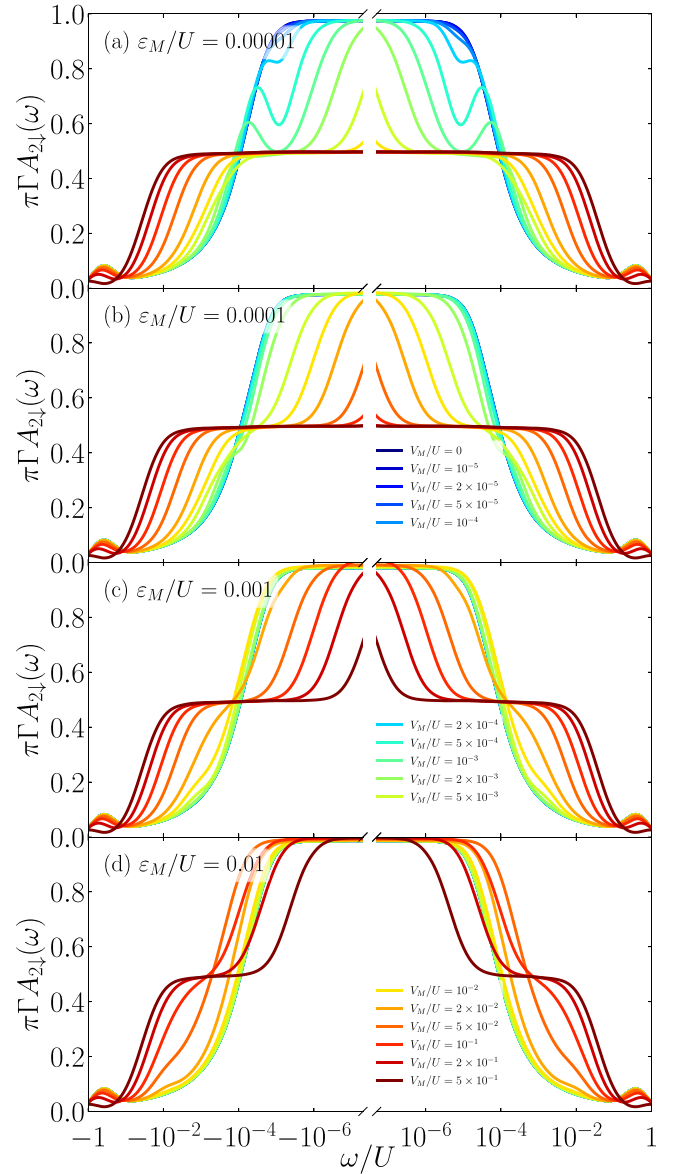 1.0
(a) ε_M/U = 0.00001
0.8
0.6
0.4
0.2
0.0
πΓA_{2↓}(ω)
(b) ε_M/U = 0.0001
0.8
0.6
0.4
0.2
0.0
πΓA_{2↓}(ω)
V_M/U = 0
V_M/U = 10^{-5}
V_M/U = 2 × 10^{-5}
V_M/U = 5 × 10^{-5}
V_M/U = 10^{-4}
(c) ε_M/U = 0.001
0.8
0.6
0.4
0.2
0.0
πΓA_{2↓}(ω)
V_M/U = 2 × 10^{-4}
V_M/U = 5 × 10^{-4}
V_M/U = 10^{-3}
V_M/U = 2 × 10^{-3}
V_M/U = 5 × 10^{-3}
(d) ε_M/U = 0.01
0.8
0.6
0.4
0.2
0.0
πΓA_{2↓}(ω)
V_M/U = 10^{-2}
V_M/U = 2 × 10^{-2}
V_M/U = 5 × 10^{-2}
V_M/U = 10^{-1}
V_M/U = 2 × 10^{-1}
V_M/U = 5 × 10^{-1}
−1 −10^{-2} −10^{-4} −10^{-6} 10^{-6} 10^{-4} 10^{-2} 1
ω/U